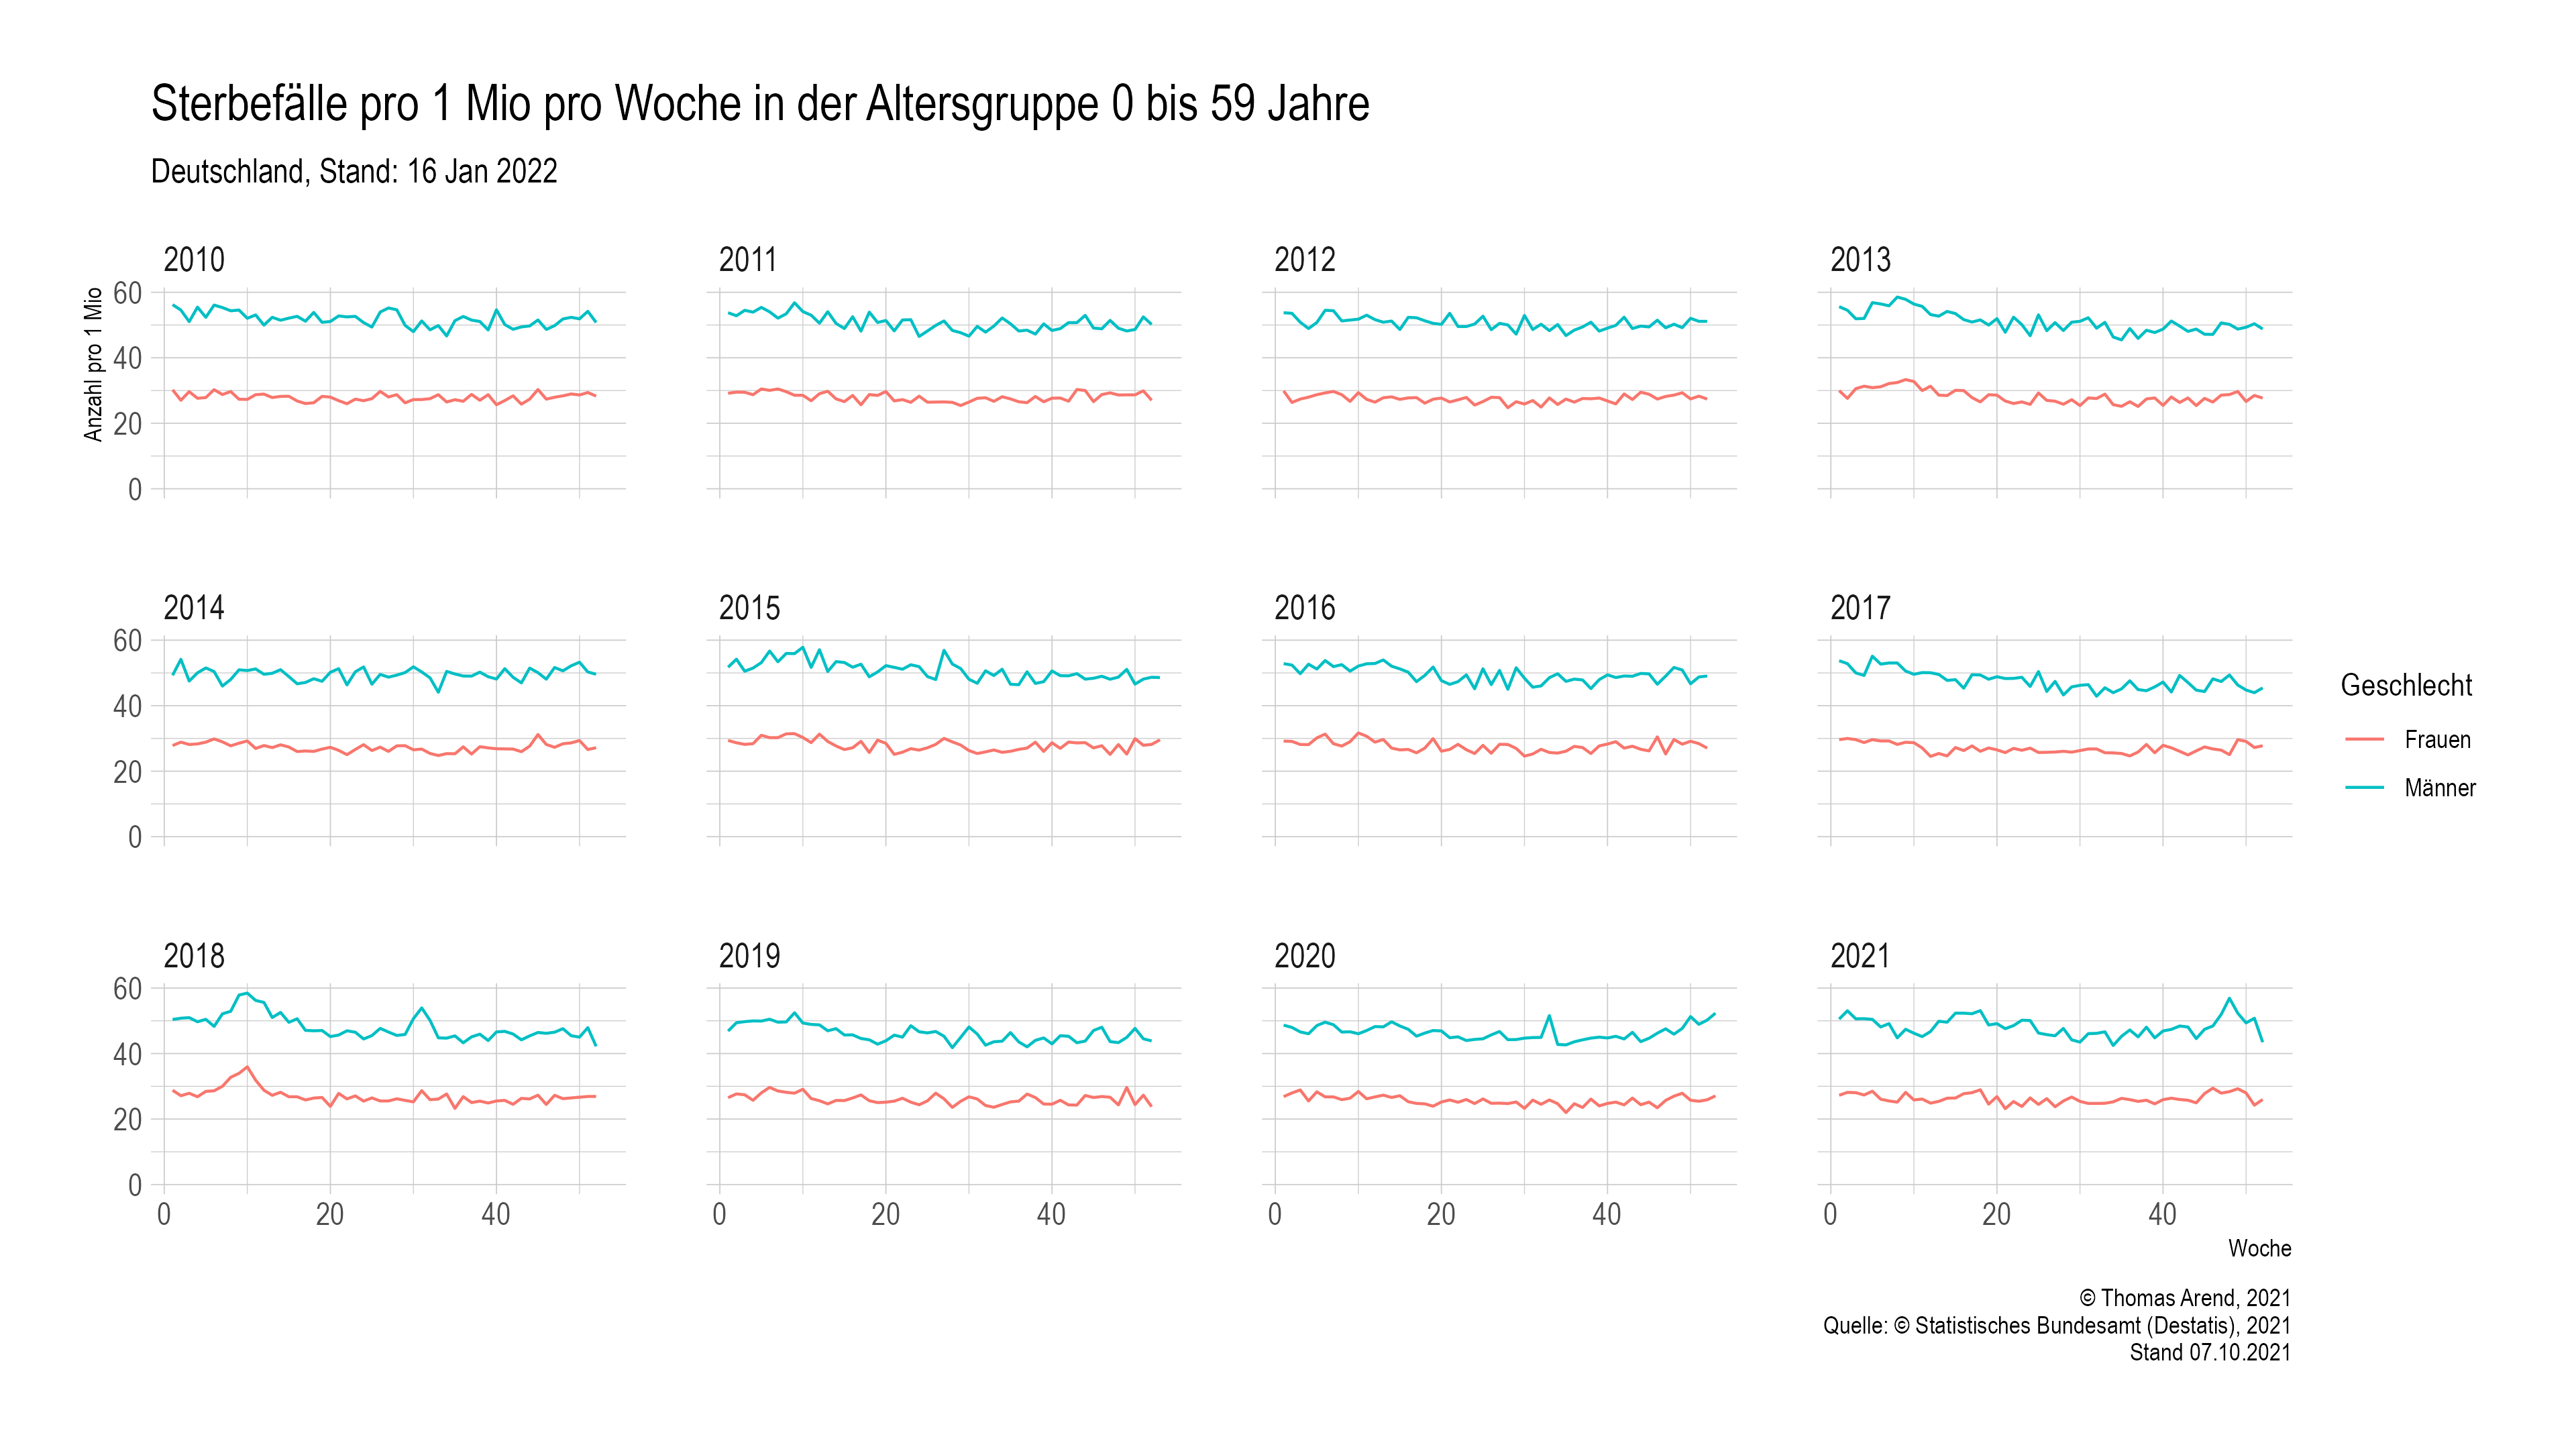 Sterbefälle pro 1 Mio pro Woche in der Altersgruppe 0 bis 59 Jahre
Deutschland, Stand: 16 Jan 2022
2010
2011
2012
2013
Anzahl pro 1 Mio
60
40
20
0
2014
2015
2016
2017
60
40
20
0
Geschlecht
Frauen
Männer
2018
2019
2020
2021
60
40
20
0
0 20 40
0 20 40
0 20 40
0 20 40
Woche
© Thomas Arend, 2021
Quelle: © Statistisches Bundesamt (Destatis), 2021
Stand 07.10.2021